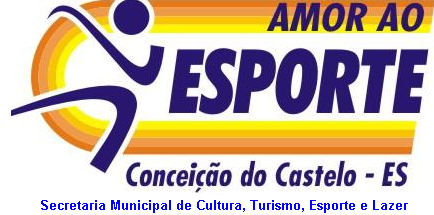 AMOR AO
ESPORTE
Conceição do Castelo - ES
Secretaria Municipal de Cultura, Turismo, Esporte e Lazer